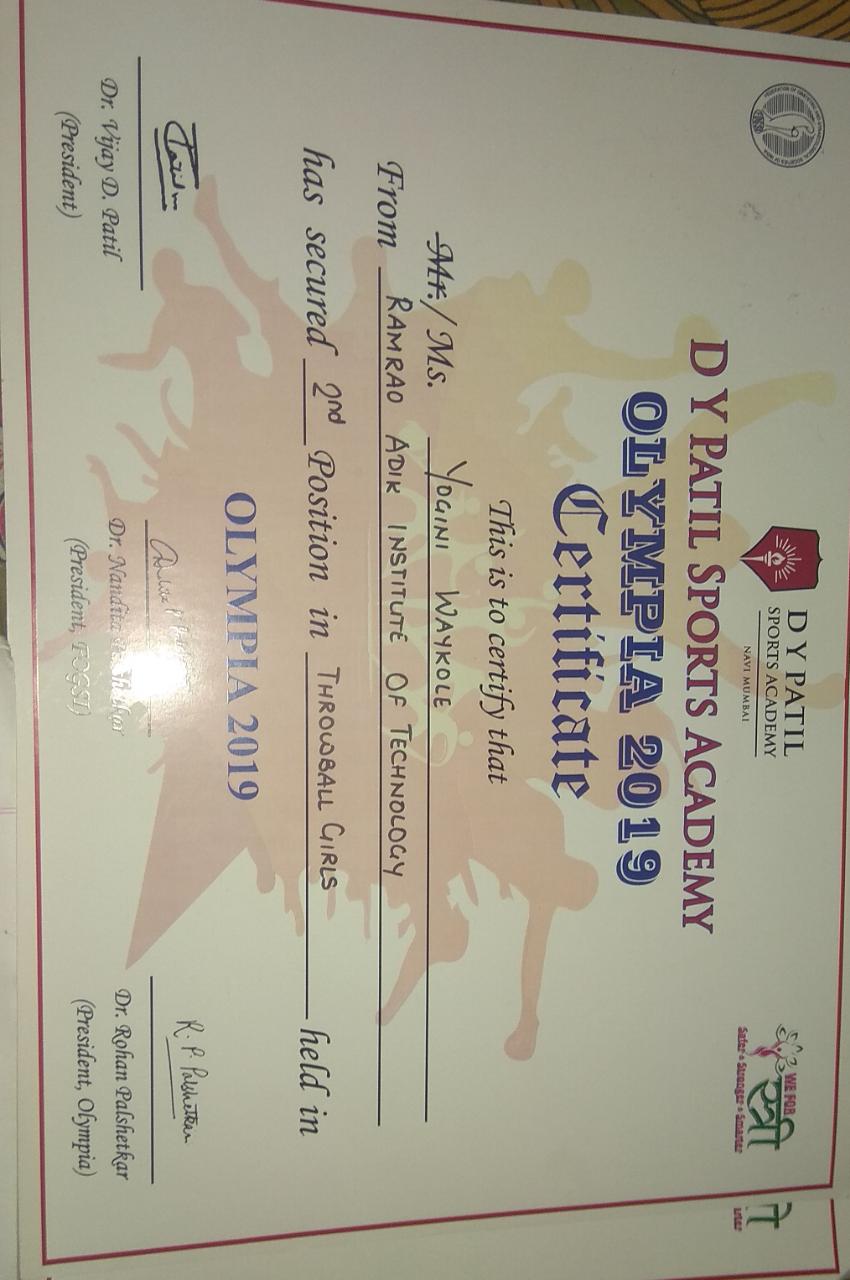 D Y PATIL
SPORTS ACADEMY
NAVI MUMBAI
WE FOR
स्त्री
Safer • Stronger • Smarter
D Y PATIL SPORTS ACADEMY
OLYMPIA 2019
Certificate
This is to certify that
Mr./ Ms. YOGINI WAYKOLE
From RAMRAO ADIK INSTITUTE OF TECHNOLOGY
has secured 2nd Position in THROWBALL GIRLS held in
OLYMPIA 2019
R. P. Palshetkar
Dr. Vijay D. Patil
(President)
Dr. Nandita
(President, FOGSI)
Dr. Rohan Palshetkar
(President, Olympia)